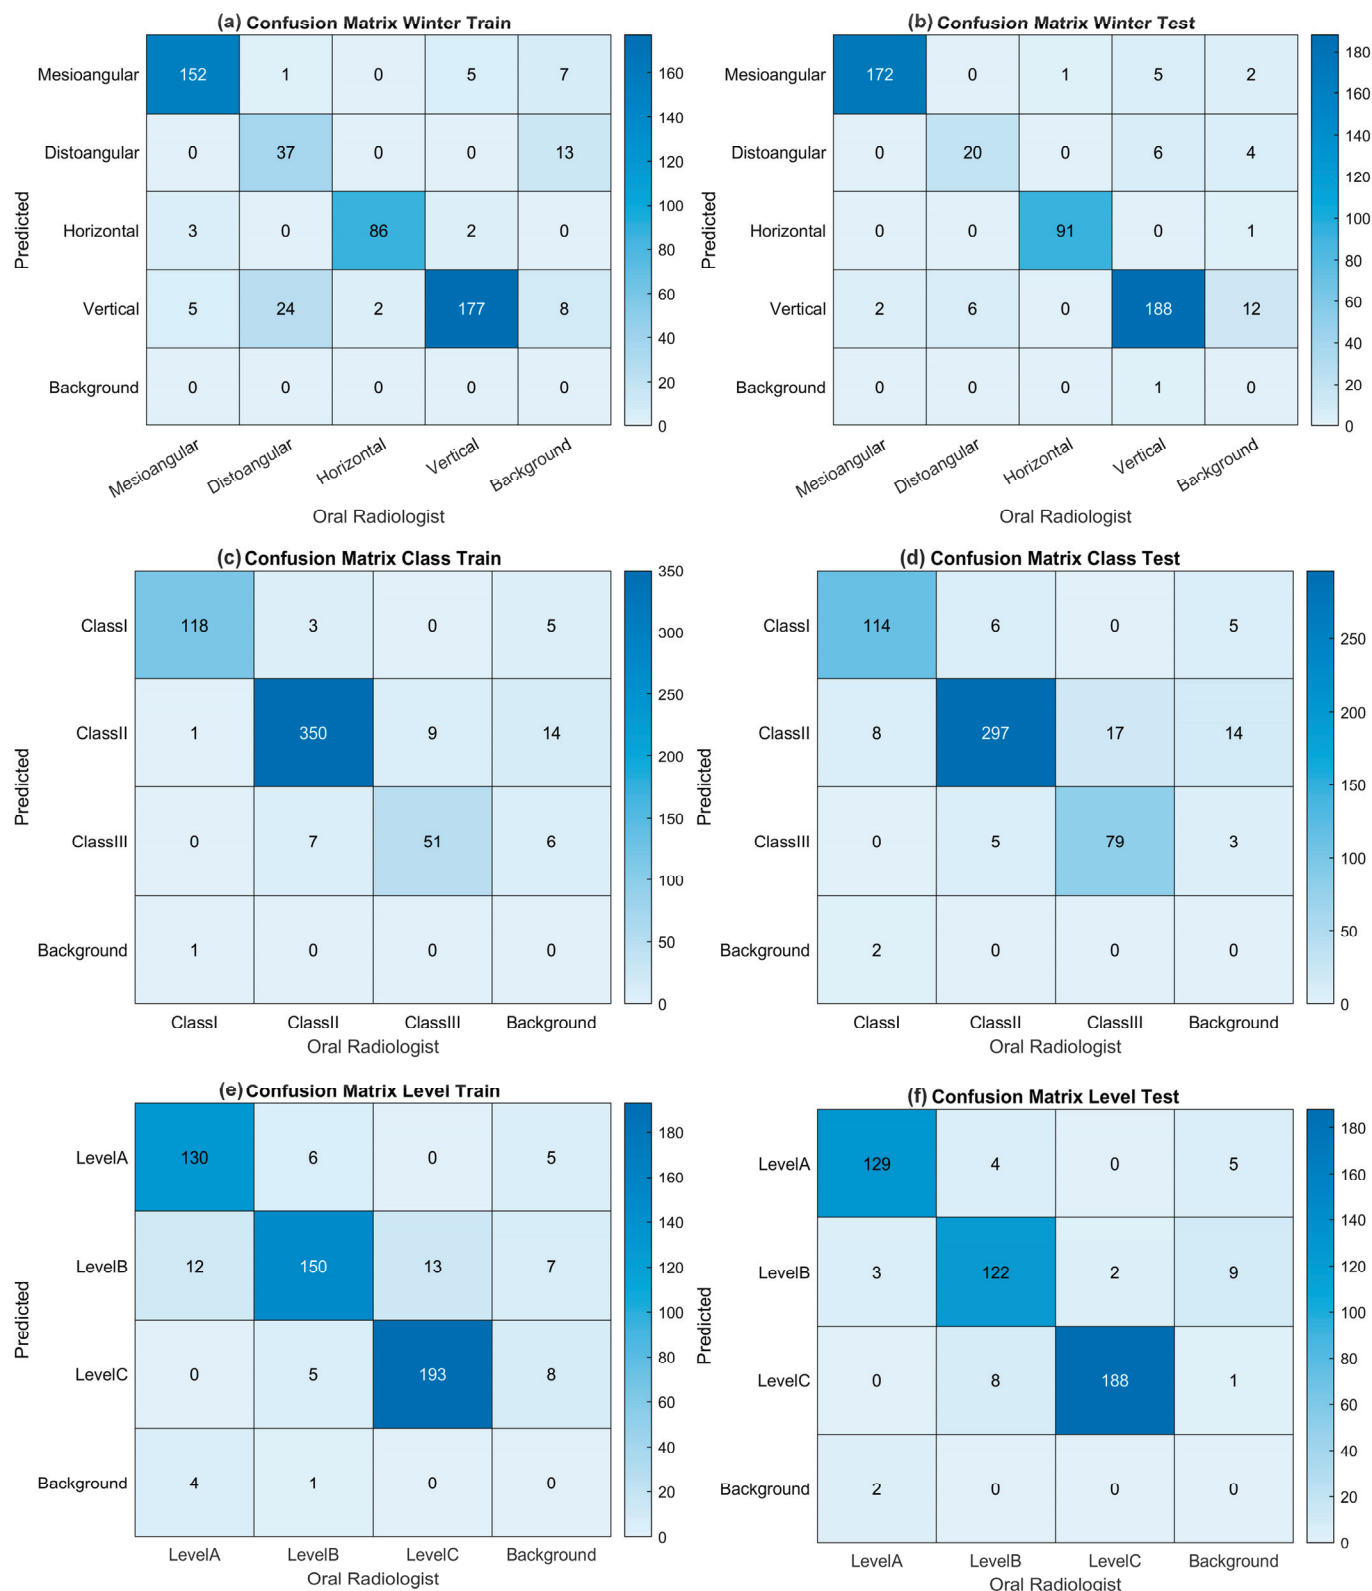 (a) Confusion Matrix Winter Train
Mesioangular 152 1 0 5 7
Distoangular 0 37 0 0 13
Horizontal 3 0 86 2 0
Vertical 5 24 2 177 8
Background 0 0 0 0 0
Mesioangular Distoangular Horizontal Vertical Background
Oral Radiologist
Predicted
160
140
120
100
80
60
40
20
0
(b) Confusion Matrix Winter Test
Mesioangular 172 0 1 5 2
Distoangular 0 20 0 6 4
Horizontal 0 0 91 0 1
Vertical 2 6 0 188 12
Background 0 0 0 1 0
Mesioangular Distoangular Horizontal Vertical Background
Oral Radiologist
Predicted
180
160
140
120
100
80
60
40
20
0
(c) Confusion Matrix Class Train
ClassI 118 3 0 5
ClassII 1 350 9 14
ClassIII 0 7 51 6
Background 1 0 0 0
ClassI ClassII ClassIII Background
Oral Radiologist
Predicted
350
300
250
200
150
100
50
0
(d) Confusion Matrix Class Test
ClassI 114 6 0 5
ClassII 8 297 17 14
ClassIII 0 5 79 3
Background 2 0 0 0
ClassI ClassII ClassIII Background
Oral Radiologist
Predicted
250
200
150
100
50
0
(e) Confusion Matrix Level Train
LevelA 130 6 0 5
LevelB 12 150 13 7
LevelC 0 5 193 8
Background 4 1 0 0
LevelA LevelB LevelC Background
Oral Radiologist
Predicted
180
160
140
120
100
80
60
40
20
0
(f) Confusion Matrix Level Test
LevelA 129 4 0 5
LevelB 3 122 2 9
LevelC 0 8 188 1
Background 2 0 0 0
LevelA LevelB LevelC Background
Oral Radiologist
Predicted
180
160
140
120
100
80
60
40
20
0